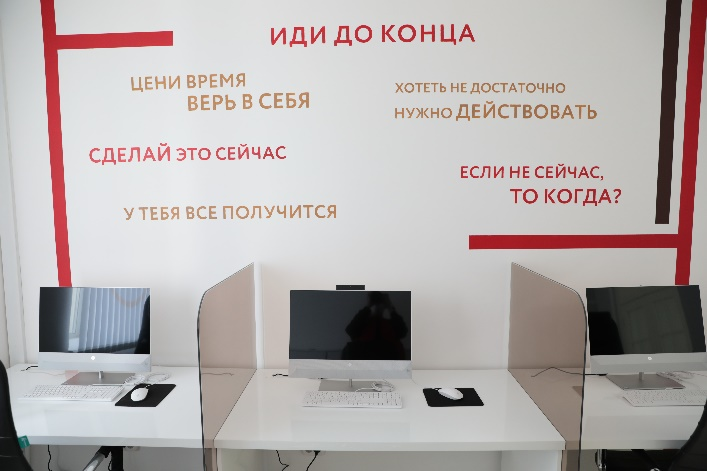 ИДИ ДО КОНЦА
ЦЕНИ ВРЕМЯ
ВЕРЬ В СЕБЯ
ХОТЕТЬ НЕ ДОСТАТОЧНО
НУЖНО ДЕЙСТВОВАТЬ
СДЕЛАЙ ЭТО СЕЙЧАС
ЕСЛИ НЕ СЕЙЧАС,
ТО КОГДА?
У ТЕБЯ ВСЕ ПОЛУЧИТСЯ